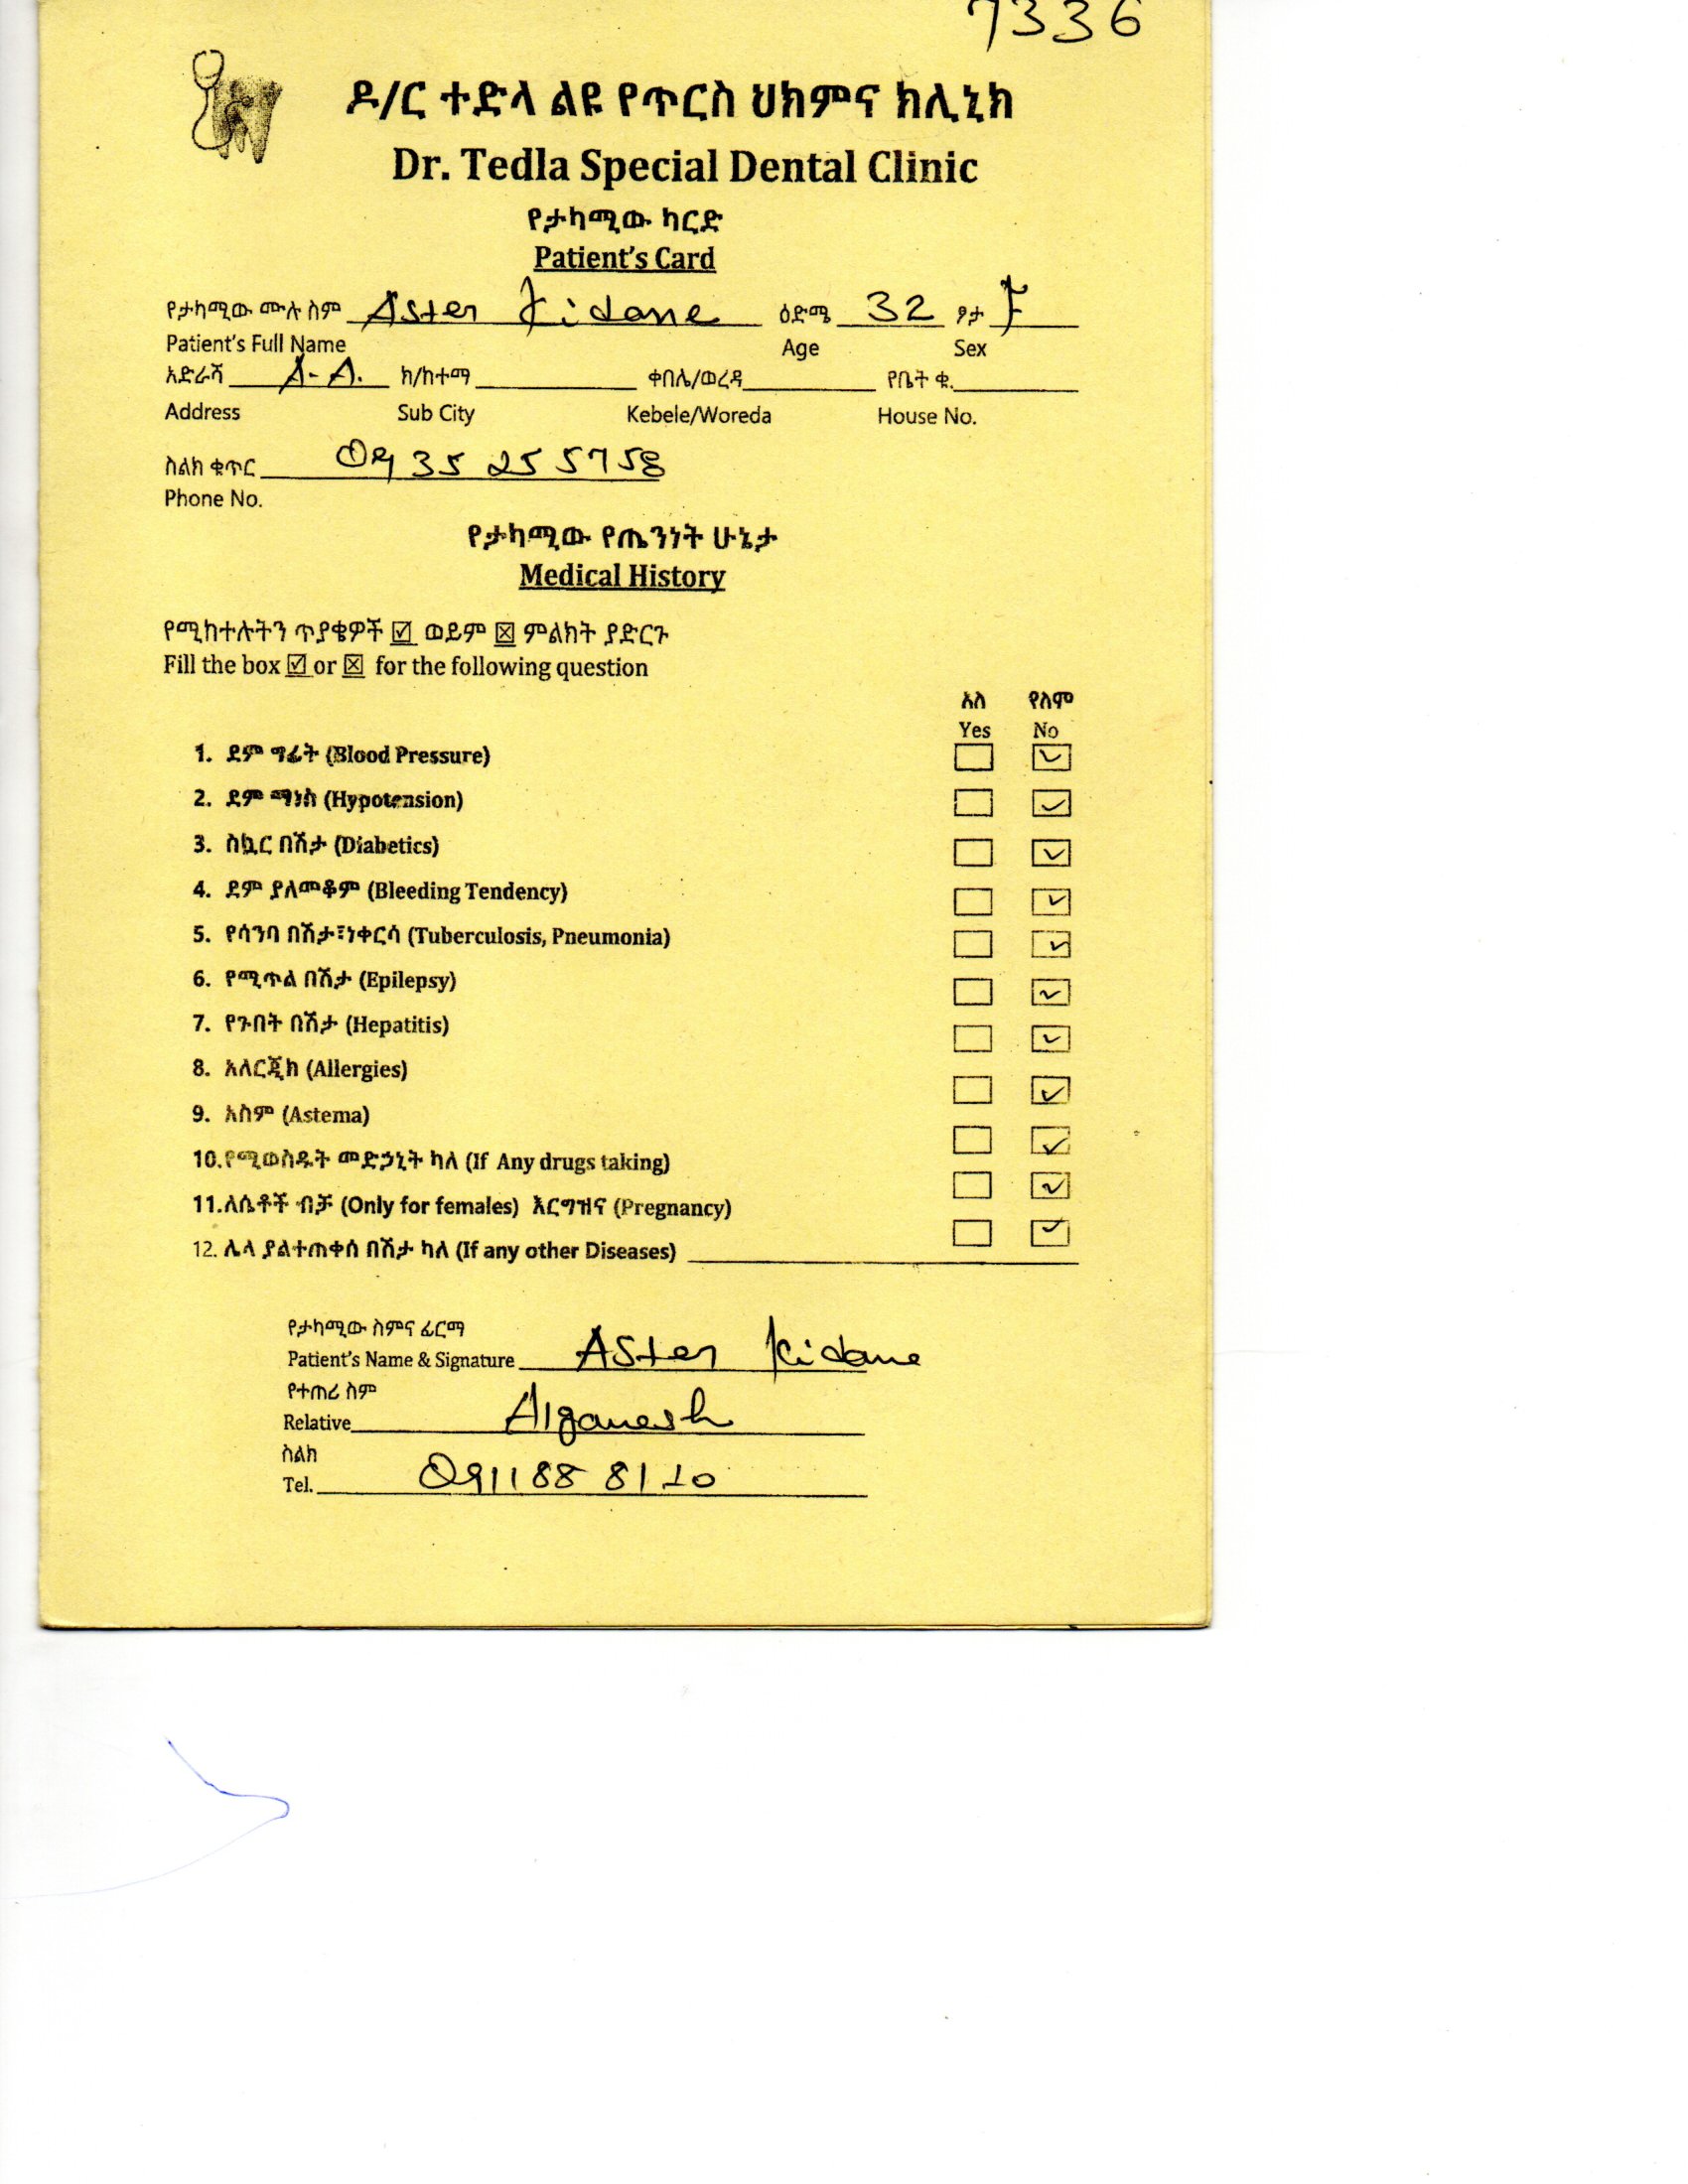 7336
ዶ/ር ተድላ ልዩ የጥርስ ህክምና ክሊኒክ
Dr. Tedla Special Dental Clinic
የታካሚው ካርድ
Patient's Card
የታካሚው ሙሉ ስም Aster Kidane ዕድሜ 32 ፆታ F
Patient's Full Name Age Sex
አድራሻ A.A. ክ/ከተማ ቀበሌ/ወረዳ የቤት ቁ.
Address Sub City Kebele/Woreda House No.
ስልክ ቁጥር 0935255758
Phone No.
የታካሚው የጤንነት ሁኔታ
Medical History
የሚከተሉትን ጥያቄዎች ☑ ወይም ☒ ምልክት ያድርጉ
Fill the box ☑ or ☒ for the following question
አለ የለም
Yes No
1. ደም ግፊት (Blood Pressure) ☐ ☑
2. ደም ማነስ (Hypotension) ☐ ☑
3. ስኳር በሽታ (Diabetics) ☐ ☑
4. ደም ያለመቆም (Bleeding Tendency) ☐ ☑
5. የሳንባ በሽታ፣ነቀርሳ (Tuberculosis, Pneumonia) ☐ ☑
6. የሚጥል በሽታ (Epilepsy) ☐ ☑
7. የጉበት በሽታ (Hepatitis) ☐ ☑
8. አለርጂክ (Allergies) ☐ ☑
9. አስም (Astema) ☐ ☑
10.የሚወስዱት መድኃኒት ካለ (If Any drugs taking) ☐ ☑
11.ለሴቶች ብቻ (Only for females) እርግዝና (Pregnancy) ☐ ☑
12. ሌላ ያልተጠቀሰ በሽታ ካለ (If any other Diseases)
የታካሚው ስምና ፊርማ
Patient's Name & Signature Aster Kidane
የተጠሪ ስም
Relative Alganesh
ስልክ
Tel. 0911888110